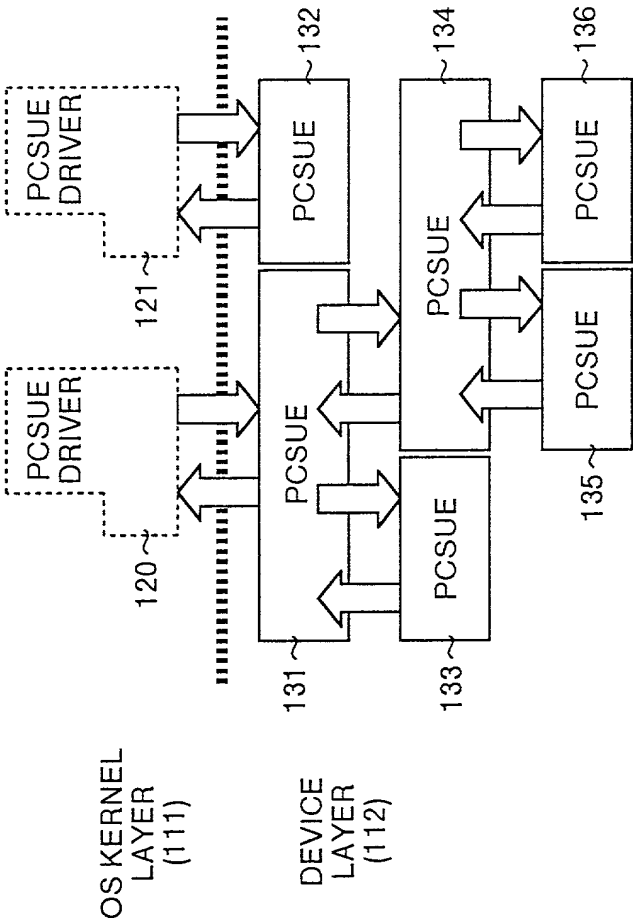 OS KERNEL
LAYER
(111)
PCSUE
DRIVER
120
PCSUE
DRIVER
121
DEVICE
LAYER
(112)
131
PCSUE
PCSUE
132
133
PCSUE
PCSUE
134
135
PCSUE
PCSUE
136